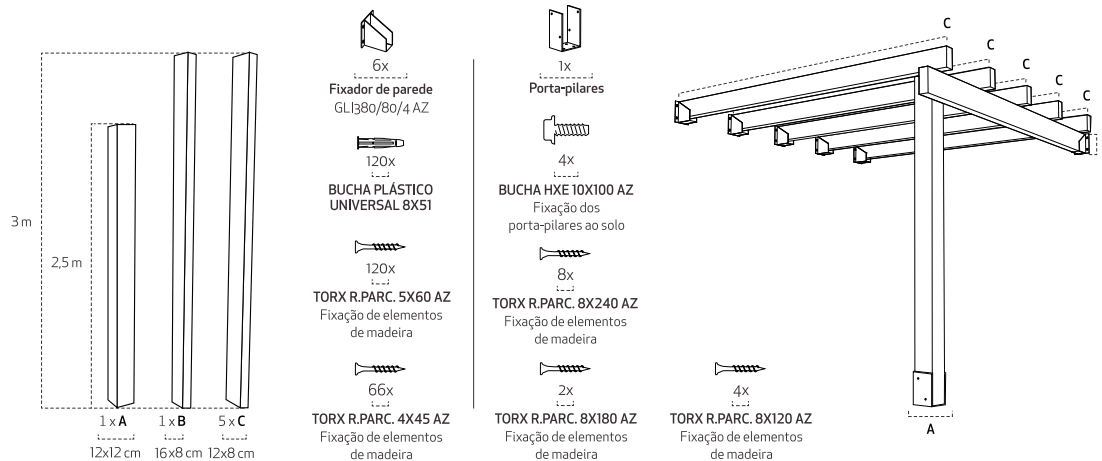 3 m
2,5 m
1 x A
12x12 cm
1 x B
16x8 cm
5 x C
12x8 cm
6x
Fixador de parede
GLI380/80/4 AZ
120x
BUCHA PLÁSTICO
UNIVERSAL 8X51
120x
TORX R.PARC. 5X60 AZ
Fixação de elementos
de madeira
66x
TORX R.PARC. 4X45 AZ
Fixação de elementos
de madeira
1x
Porta-pilares
4x
BUCHA HXE 10X100 AZ
Fixação dos
porta-pilares ao solo
8x
TORX R.PARC. 8X240 AZ
Fixação de elementos
de madeira
2x
TORX R.PARC. 8X180 AZ
Fixação de elementos
de madeira
4x
TORX R.PARC. 8X120 AZ
Fixação de elementos
de madeira
C
C
C
C
C
A